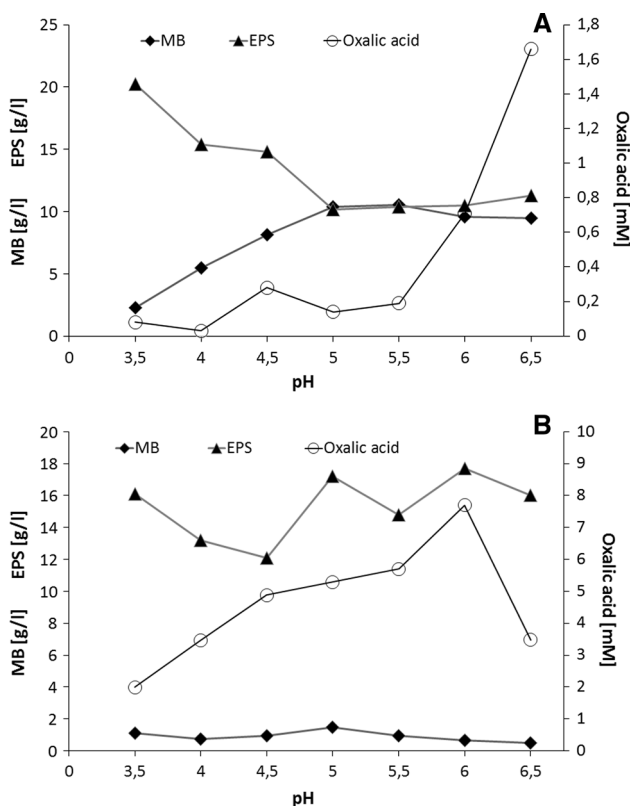 A
MB EPS Oxalic acid
25
20
15
10
5
0
EPS [g/l]
MB [g/l]
1,8
1,6
1,4
1,2
1
0,8
0,6
0,4
0,2
0
Oxalic acid [mM]
0 3,5 4 4,5 5 5,5 6 6,5
pH
B
MB EPS Oxalic acid
20
18
16
14
12
10
8
6
4
2
0
EPS [g/l]
MB [g/l]
10
9
8
7
6
5
4
3
2
1
0
Oxalic acid [mM]
0 3,5 4 4,5 5 5,5 6 6,5
pH